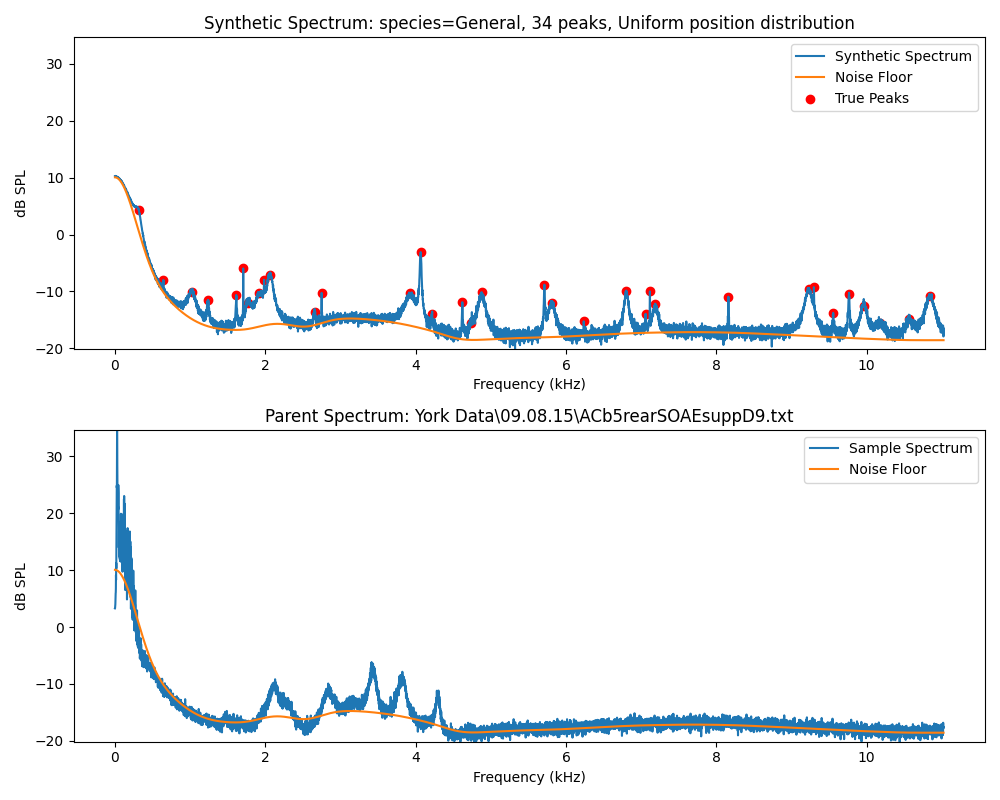 Synthetic Spectrum: species=General, 34 peaks, Uniform position distribution
dB SPL
30
20
10
0
−10
−20
Synthetic Spectrum
Noise Floor
True Peaks
0 2 4 6 8 10
Frequency (kHz)
Parent Spectrum: York Data\09.08.15\ACb5rearSOAEsuppD9.txt
dB SPL
30
20
10
0
−10
−20
Sample Spectrum
Noise Floor
0 2 4 6 8 10
Frequency (kHz)